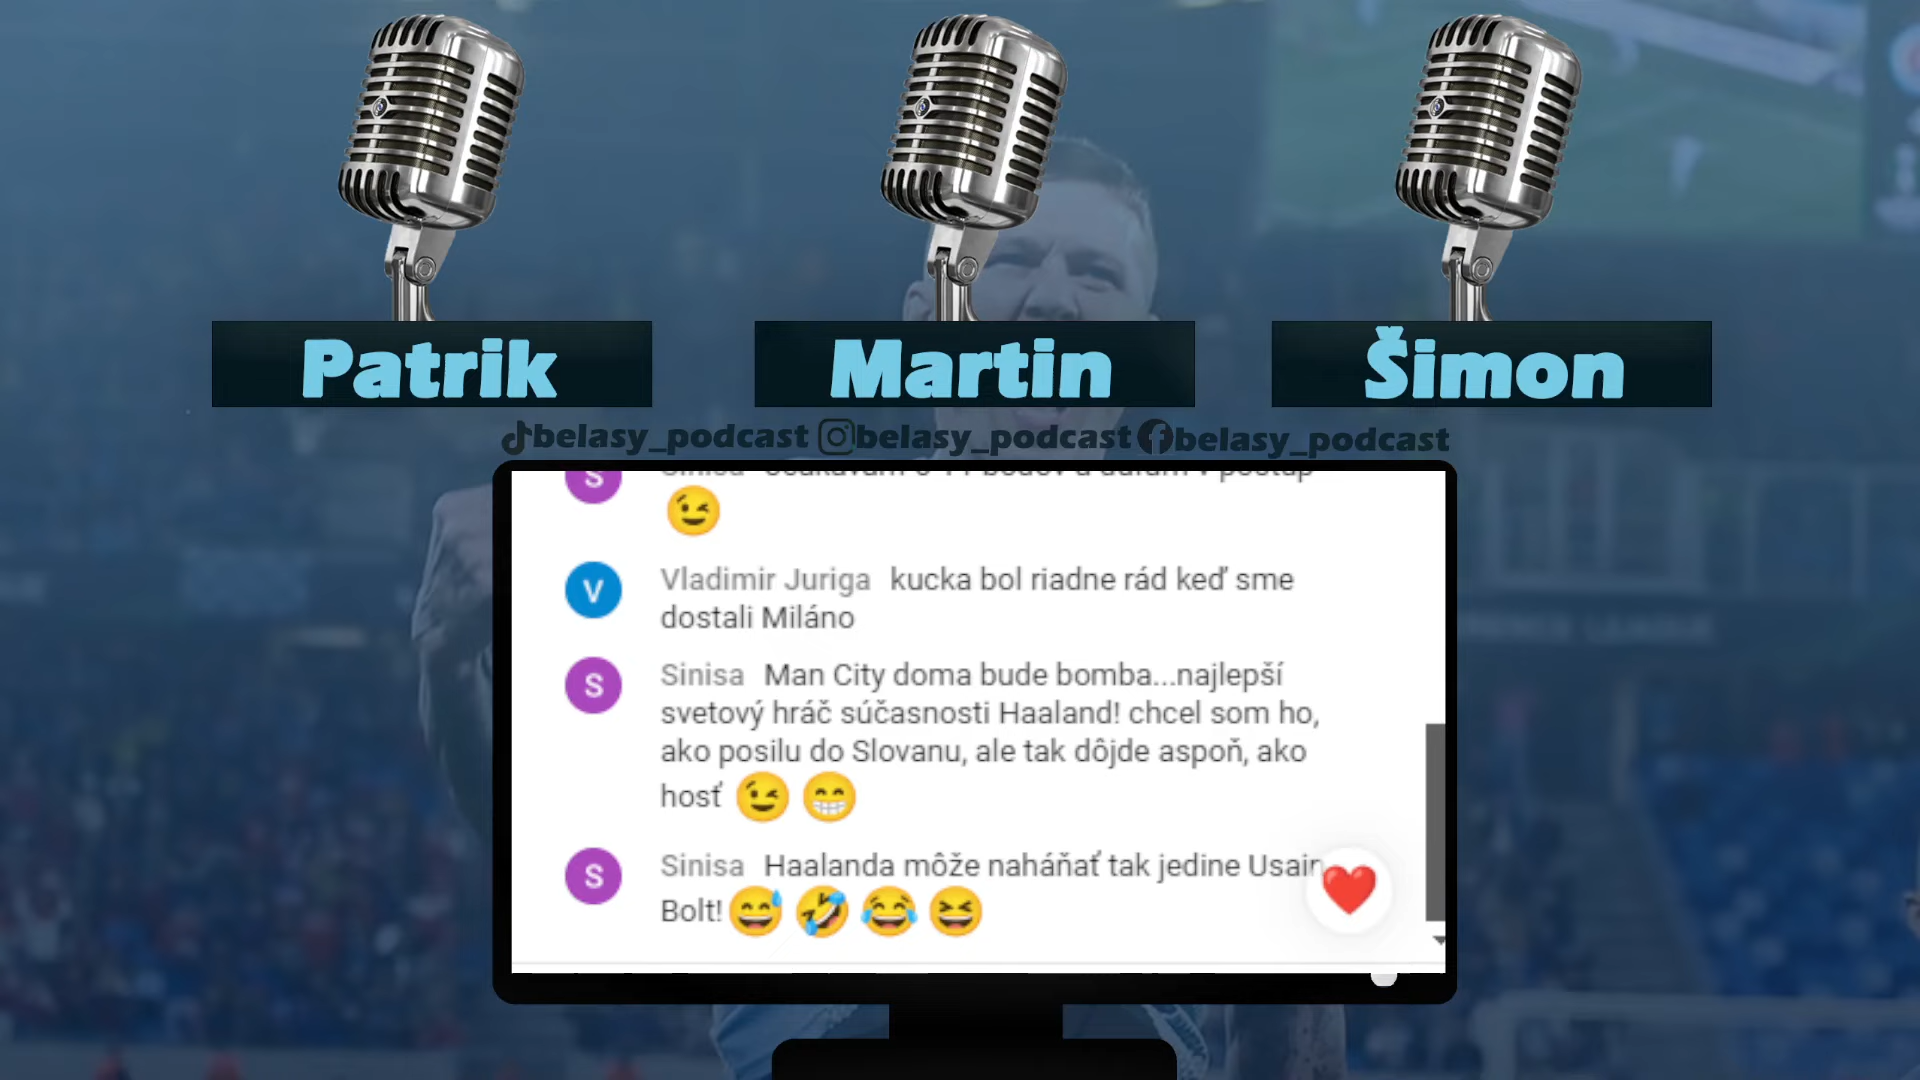 Patrik
Martin
Šimon
belasy_podcast belasy_podcast belasy_podcast
S
V
Vladimir Juriga kucka bol riadne rád keď sme
dostali Miláno
S
Sinisa Man City doma bude bomba...najlepší
svetový hráč súčasnosti Haaland! chcel som ho,
ako posilu do Slovanu, ale tak dôjde aspoň, ako
hosť 😉 😁
S
Sinisa Haalanda môže naháňať tak jedine Usain
Bolt! 😅 🤣 😂 😆